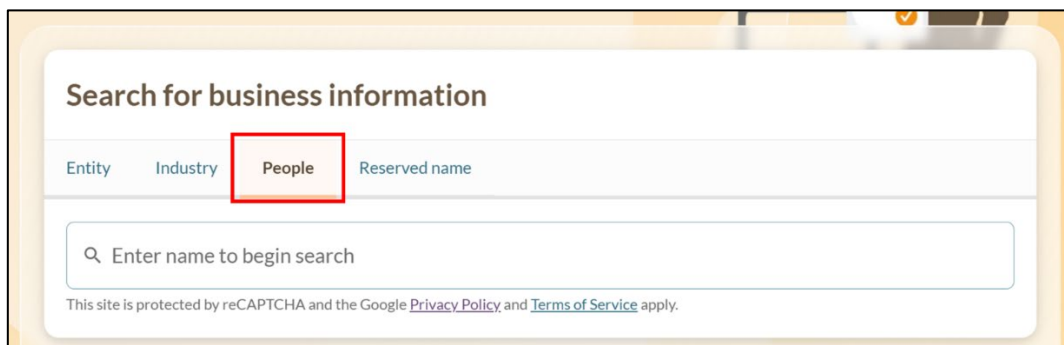 Search for business information
Entity Industry People Reserved name
Enter name to begin search
This site is protected by reCAPTCHA and the Google Privacy Policy and Terms of Service apply.